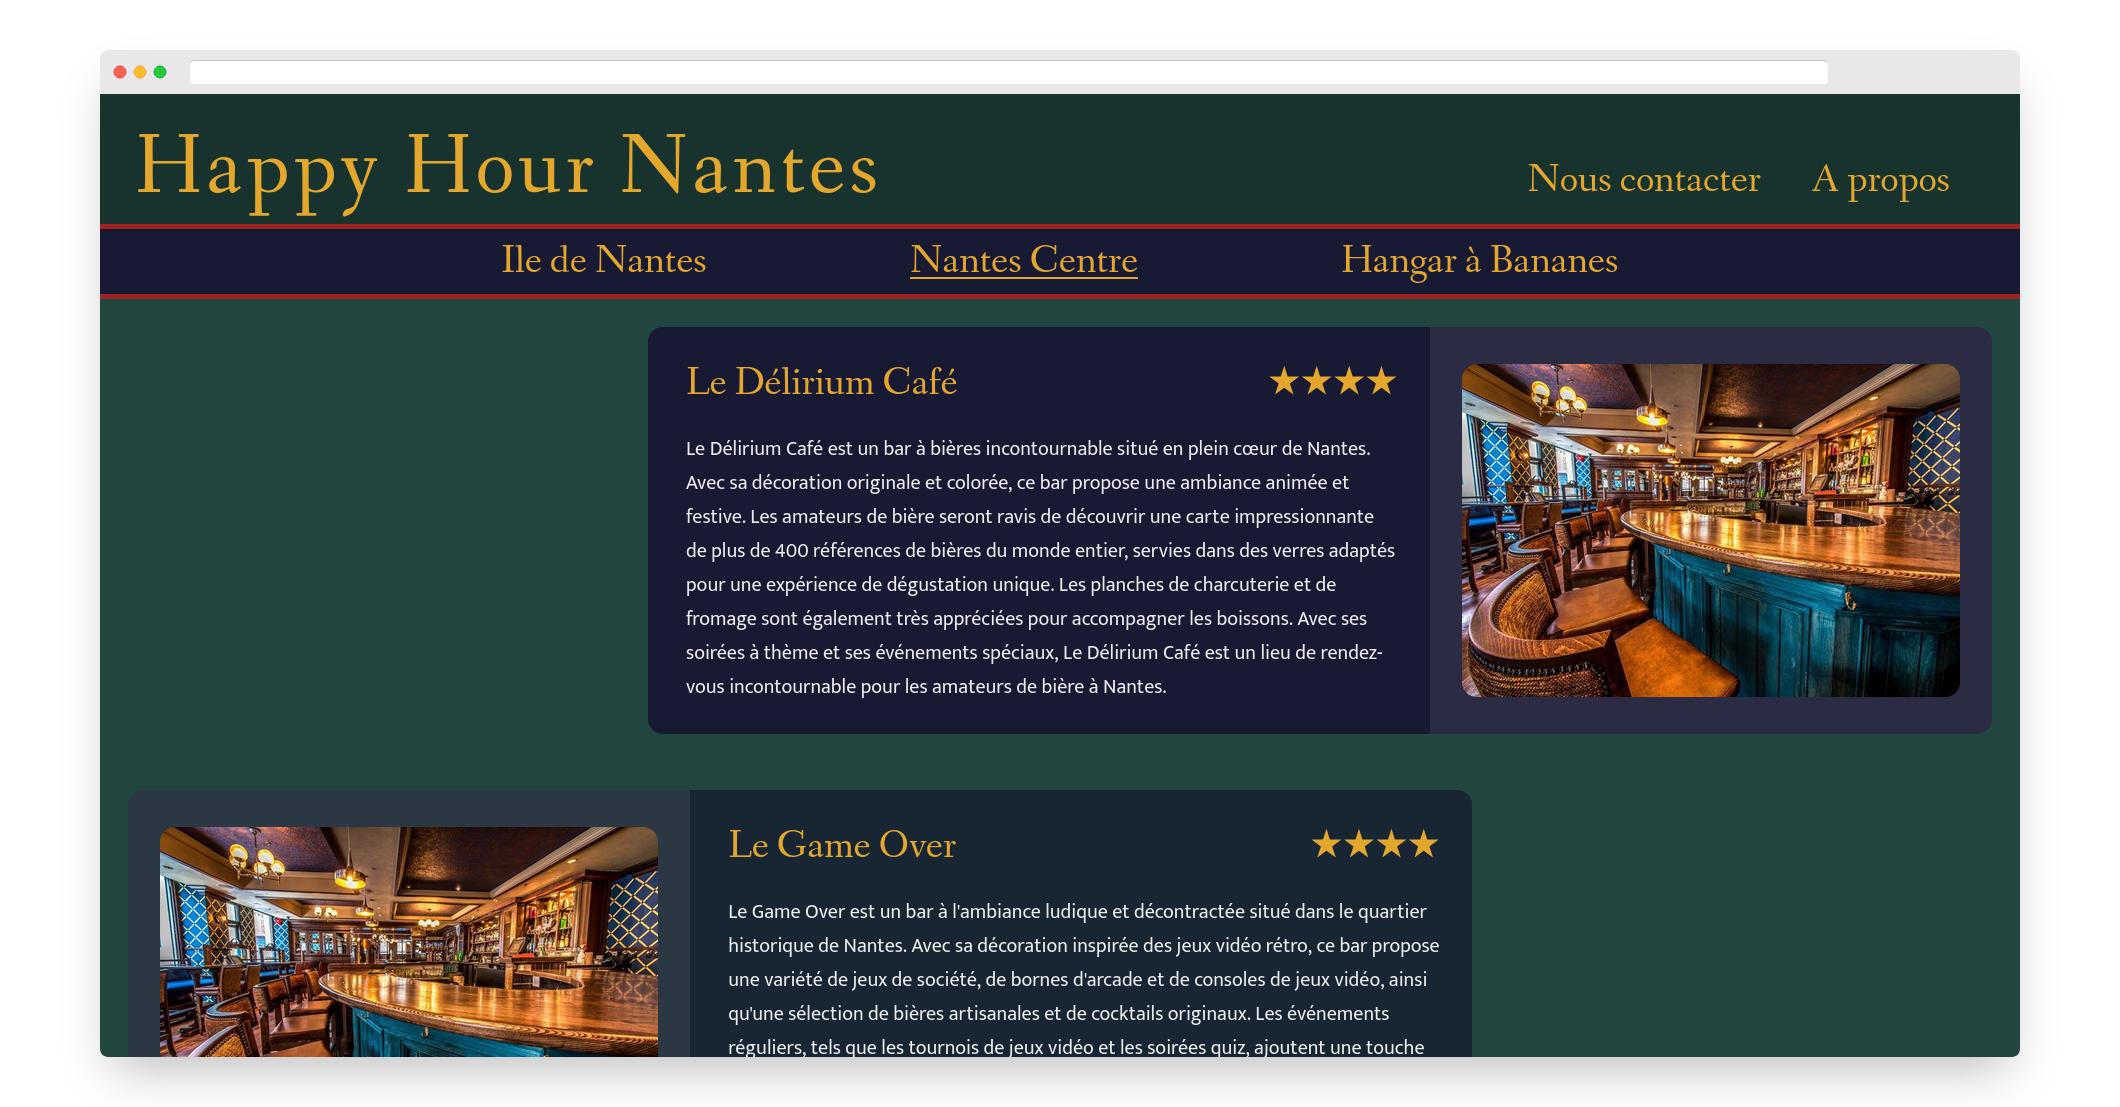 Happy Hour Nantes
Nous contacter A propos
Ile de Nantes Nantes Centre Hangar à Bananes
Le Délirium Café ★★★★
Le Délirium Café est un bar à bières incontournable situé en plein cœur de Nantes.
Avec sa décoration originale et colorée, ce bar propose une ambiance animée et
festive. Les amateurs de bière seront ravis de découvrir une carte impressionnante
de plus de 400 références de bières du monde entier, servies dans des verres adaptés
pour une expérience de dégustation unique. Les planches de charcuterie et de
fromage sont également très appréciées pour accompagner les boissons. Avec ses
soirées à thème et ses événements spéciaux, Le Délirium Café est un lieu de rendez-
vous incontournable pour les amateurs de bière à Nantes.
Le Game Over ★★★★
Le Game Over est un bar à l'ambiance ludique et décontractée situé dans le quartier
historique de Nantes. Avec sa décoration inspirée des jeux vidéo rétro, ce bar propose
une variété de jeux de société, de bornes d'arcade et de consoles de jeux vidéo, ainsi
qu'une sélection de bières artisanales et de cocktails originaux. Les événements
réguliers, tels que les tournois de jeux vidéo et les soirées quiz, ajoutent une touche